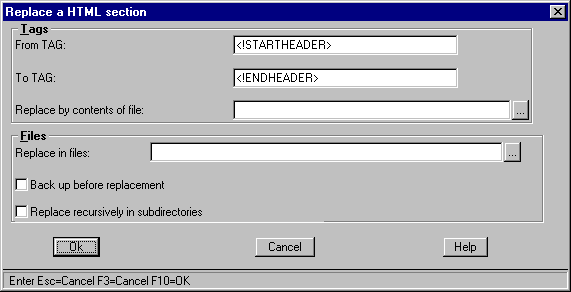 Replace a HTML section
Tags
From TAG: <!STARTHEADER>
To TAG: <!ENDHEADER>
Replace by contents of file: ...
Files
Replace in files: ...
Back up before replacement
Replace recursively in subdirectories
Ok Cancel Help
Enter Esc=Cancel F3=Cancel F10=OK